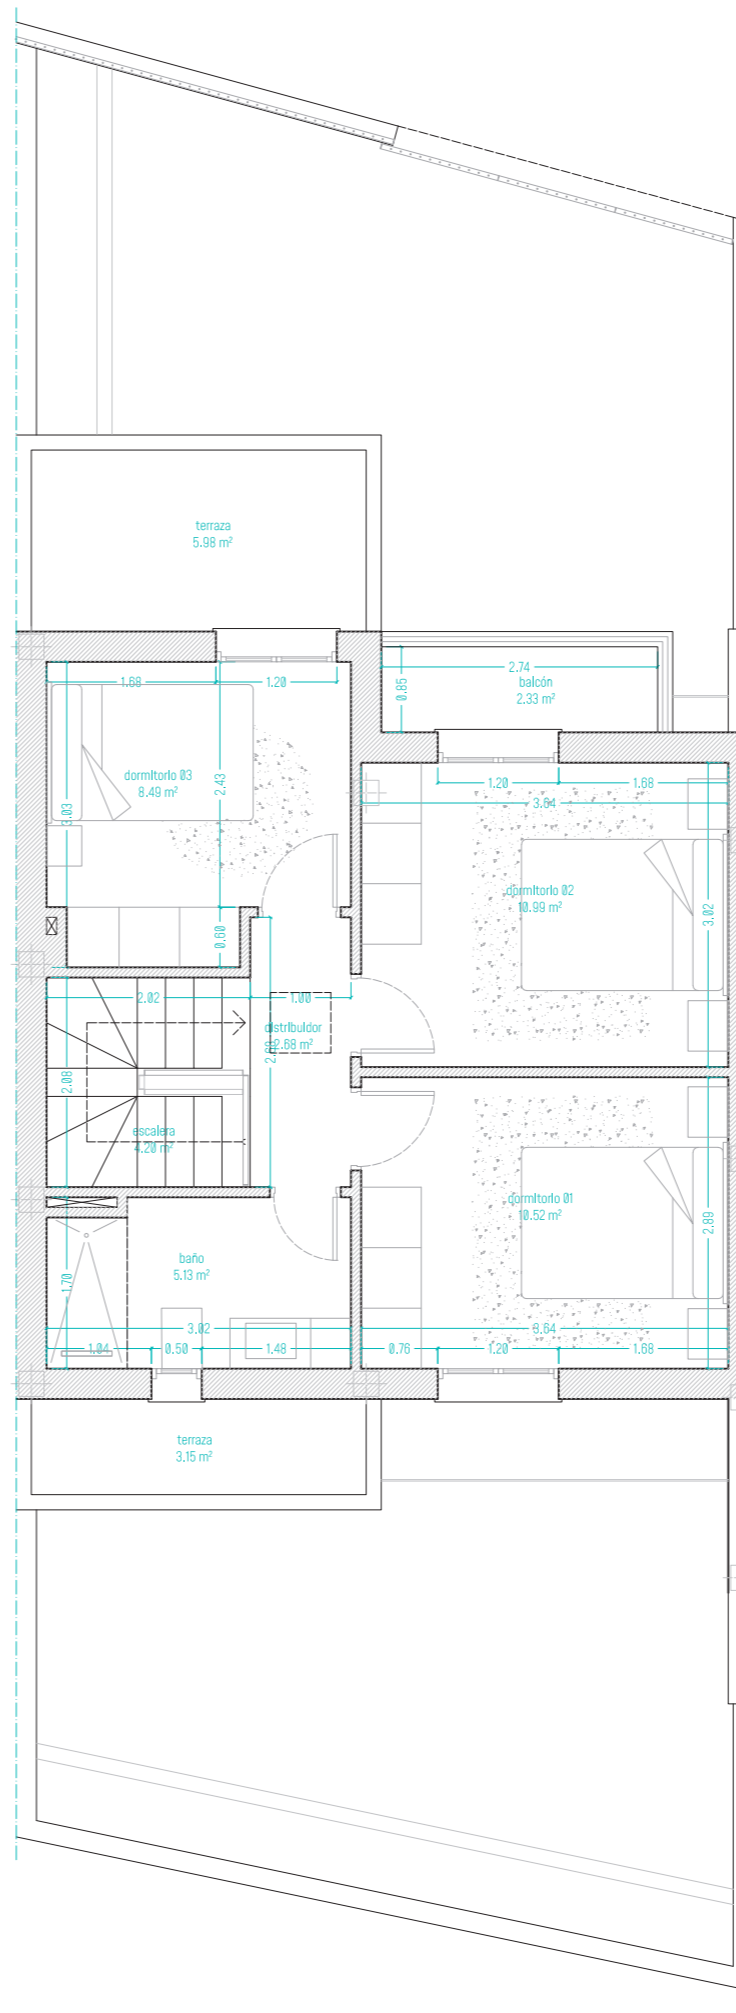 terraza
5.98 m²
2.74
balcón
2.33 m²
0.85
1.68
1.20
dormitorio 03
8.49 m²
2.43
3.03
1.20
1.68
3.64
dormitorio 02
10.99 m²
3.02
0.60
2.02
1.00
distribuidor
2.68 m²
2.08
escalera
4.20 m²
dormitorio 01
10.52 m²
2.89
baño
5.13 m²
1.70
3.02
3.64
1.04
0.50
1.48
0.76
1.20
1.68
terraza
3.15 m²